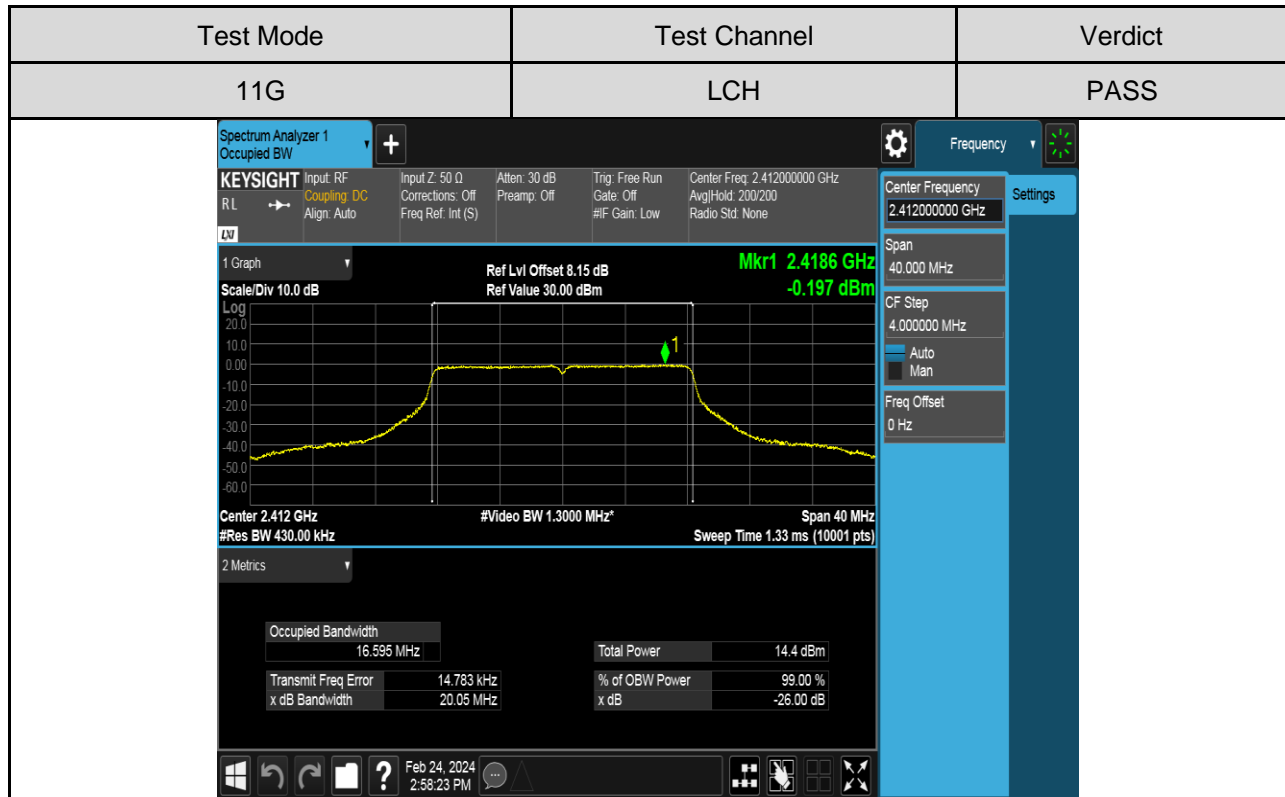 Test Mode
Test Channel
Verdict
11G
LCH
PASS
Spectrum Analyzer 1
Occupied BW
+
Frequency
KEYSIGHT
RL
LXI
Input: RF
Coupling: DC
Align: Auto
Input Z: 50 Ω
Corrections: Off
Freq Ref: Int (S)
Atten: 30 dB
Preamp: Off
Trig: Free Run
Gate: Off
#IF Gain: Low
Center Freq: 2.412000000 GHz
Avg|Hold: 200/200
Radio Std: None
Center Frequency
2.412000000 GHz
Settings
Span
40.000 MHz
CF Step
4.000000 MHz
Auto
Man
Freq Offset
0 Hz
1 Graph
Scale/Div 10.0 dB
Ref Lvl Offset 8.15 dB
Ref Value 30.00 dBm
Mkr1 2.4186 GHz
-0.197 dBm
Log
20.0
10.0
0.00
-10.0
-20.0
-30.0
-40.0
-50.0
-60.0
1
Center 2.412 GHz
#Video BW 1.3000 MHz*
Span 40 MHz
#Res BW 430.00 kHz
Sweep Time 1.33 ms (10001 pts)
2 Metrics
Occupied Bandwidth
16.595 MHz
Total Power 14.4 dBm
Transmit Freq Error 14.783 kHz
% of OBW Power 99.00 %
x dB Bandwidth 20.05 MHz
x dB -26.00 dB
?
Feb 24, 2024
2:58:23 PM